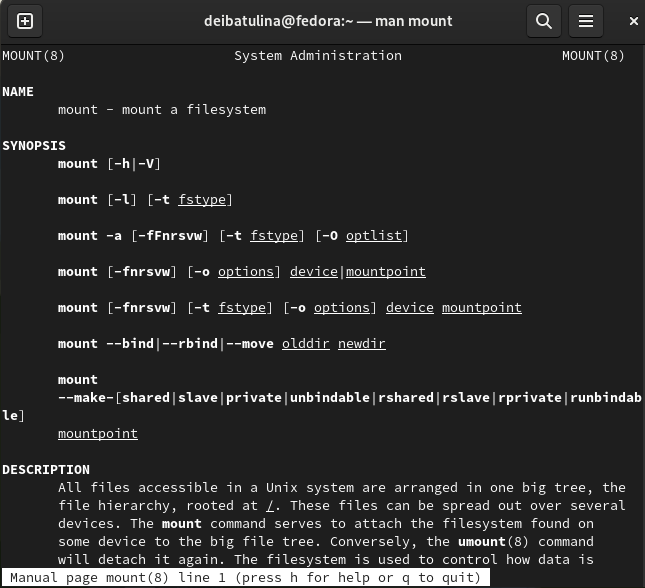 deibatulina@fedora:~ — man mount
MOUNT(8) System Administration MOUNT(8)
NAME
mount - mount a filesystem
SYNOPSIS
mount [-h|-V]
mount [-l] [-t fstype]
mount -a [-fFnrsvw] [-t fstype] [-O optlist]
mount [-fnrsvw] [-o options] device|mountpoint
mount [-fnrsvw] [-t fstype] [-o options] device mountpoint
mount --bind|--rbind|--move olddir newdir
mount
--make-[shared|slave|private|unbindable|rshared|rslave|rprivate|runbindab
le]
mountpoint
DESCRIPTION
All files accessible in a Unix system are arranged in one big tree, the
file hierarchy, rooted at /. These files can be spread out over several
devices. The mount command serves to attach the filesystem found on
some device to the big file tree. Conversely, the umount(8) command
will detach it again. The filesystem is used to control how data is
Manual page mount(8) line 1 (press h for help or q to quit)